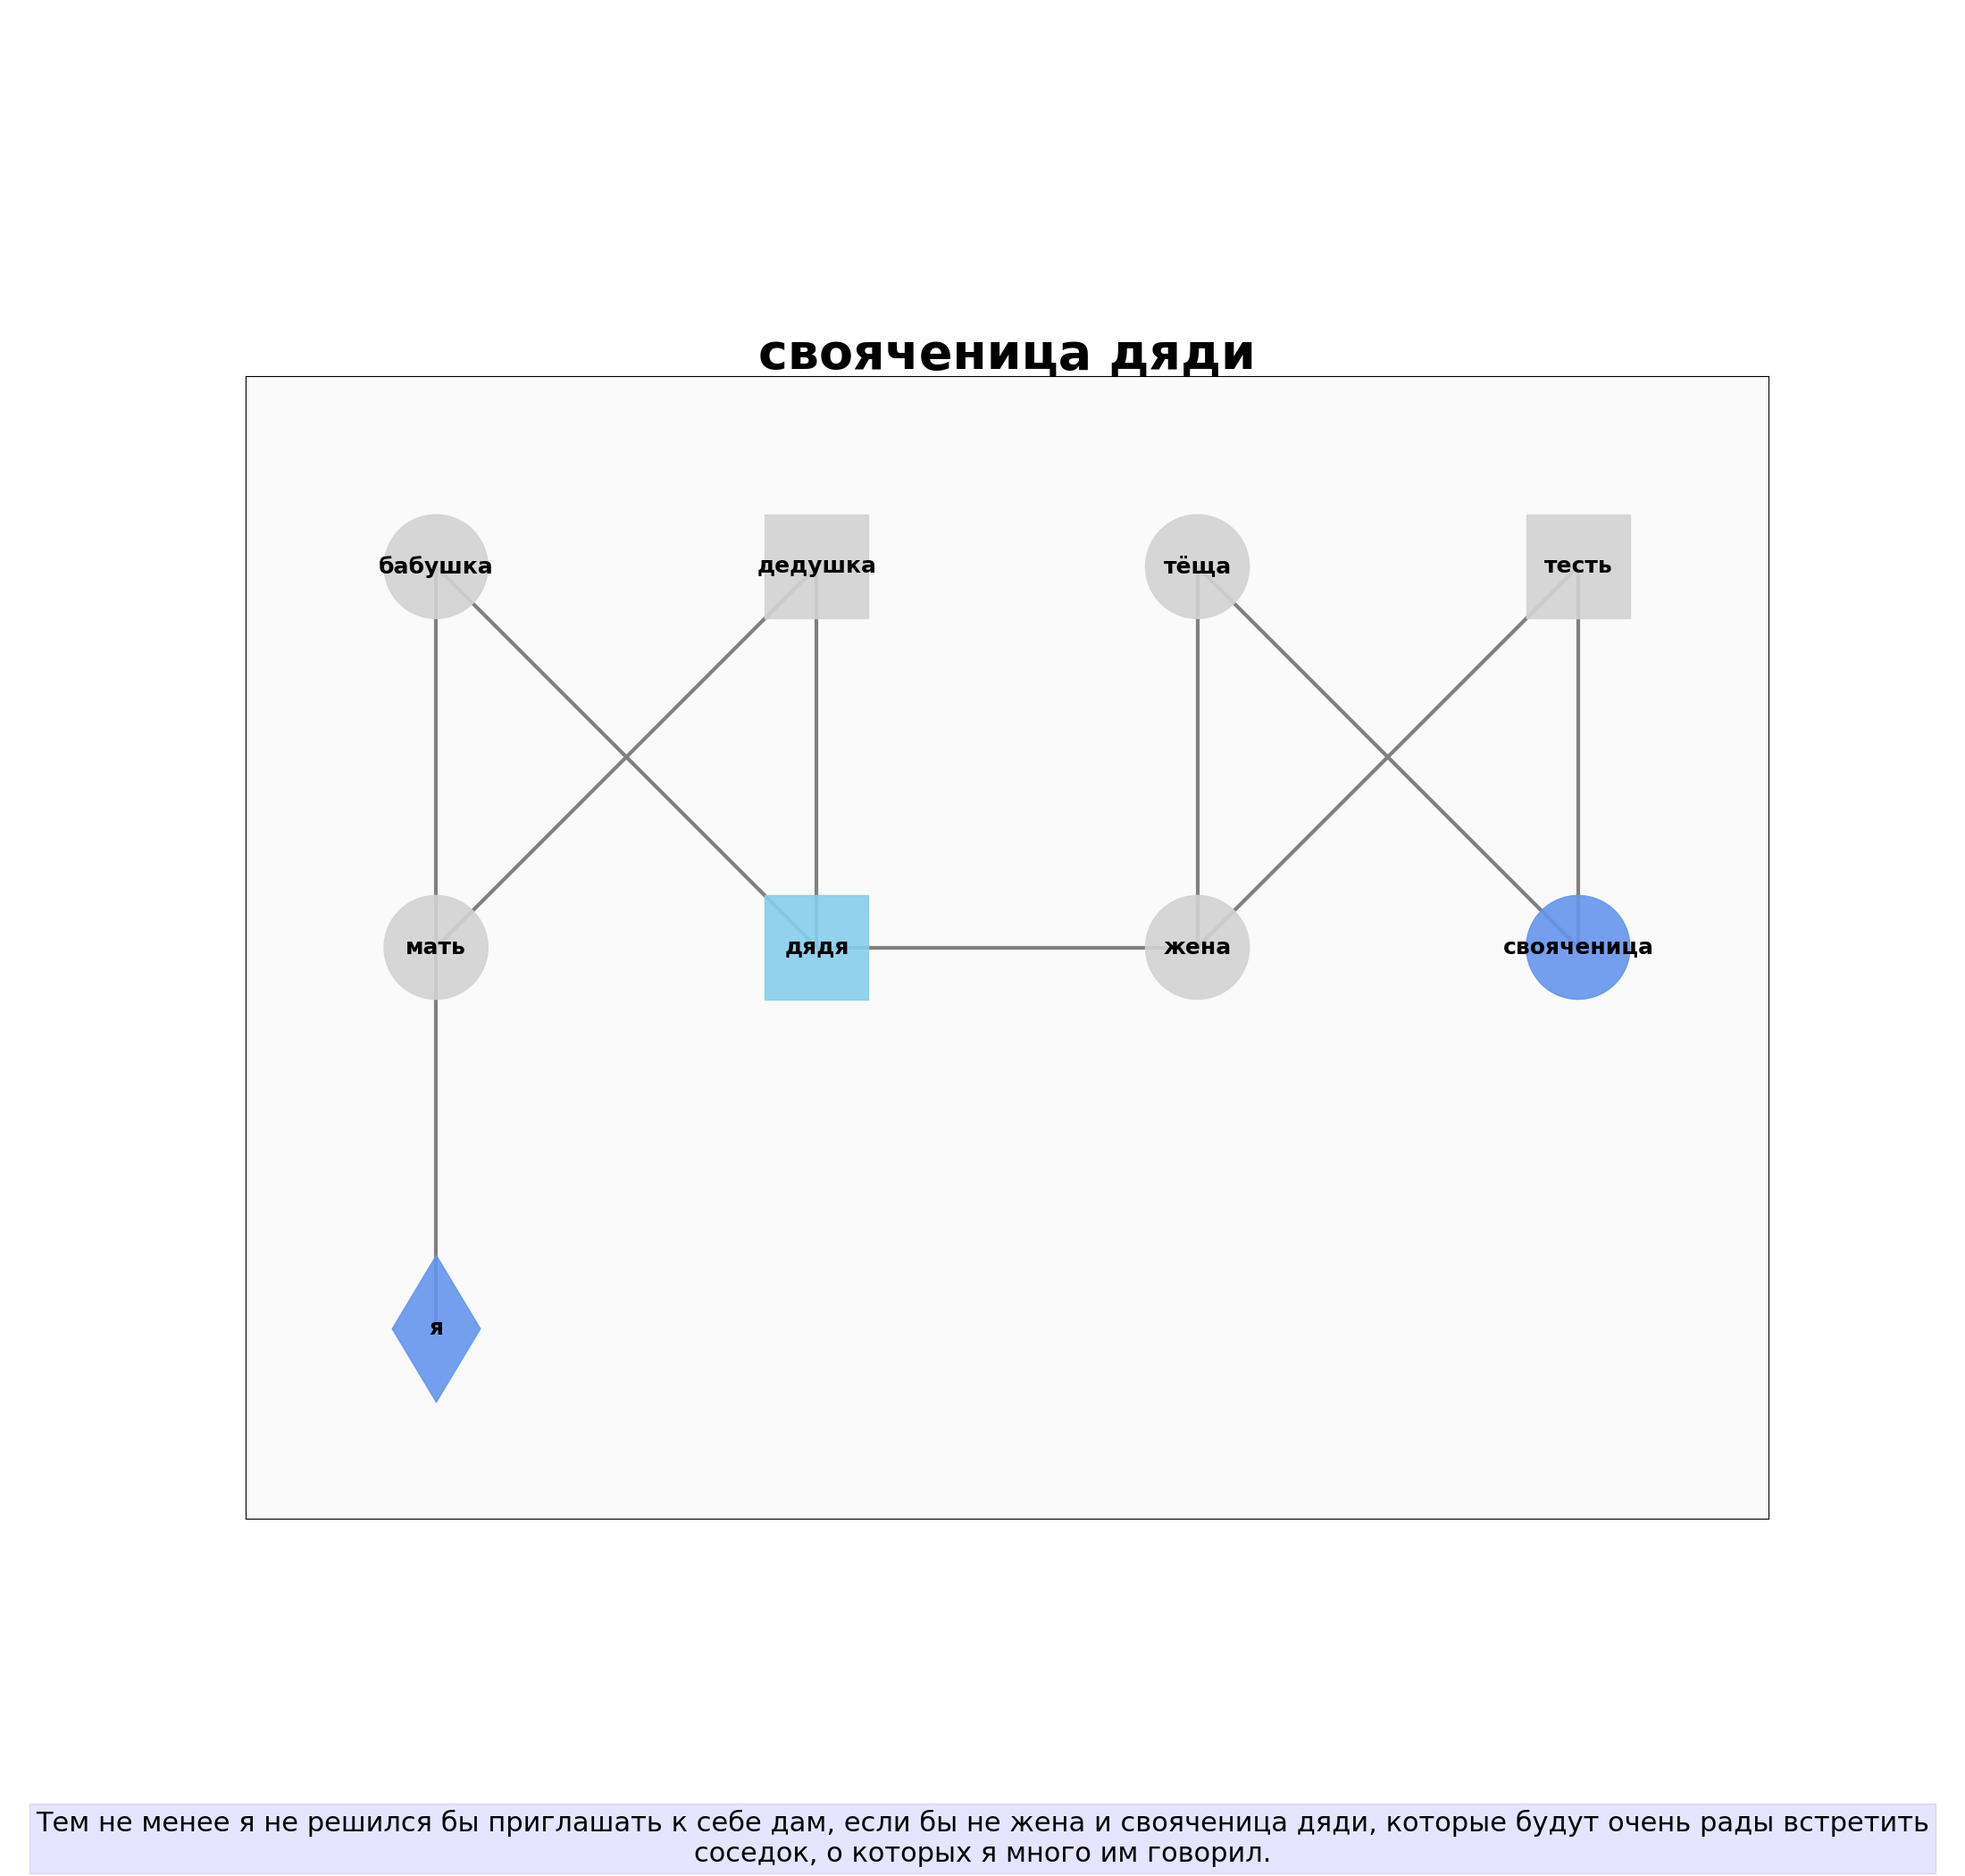 свояченица дяди
бабушка
дедушка
тёща
тесть
мать
дядя
жена
свояченица
я
Тем не менее я не решился бы приглашать к себе дам, если бы не жена и свояченица дяди, которые будут очень рады встретить
соседок, о которых я много им говорил.